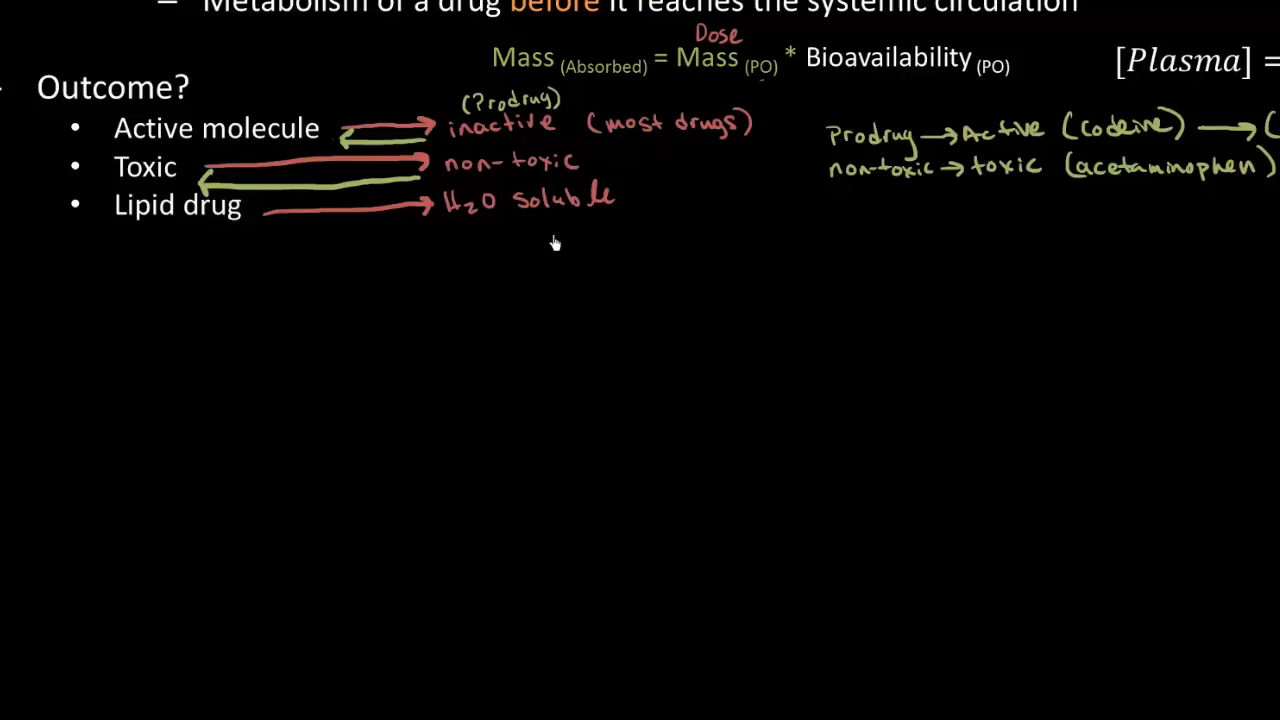 – Metabolism of a drug before it reaches the systemic circulation
Dose
Mass (Absorbed) = Mass (PO) * Bioavailability (PO)
[Plasma] =
Outcome?
(Prodrug)
• Active molecule inactive (most drugs)
Prodrug → Active (codeine) → (
• Toxic non-toxic
non-toxic → toxic (acetaminophen)
• Lipid drug H2O soluble